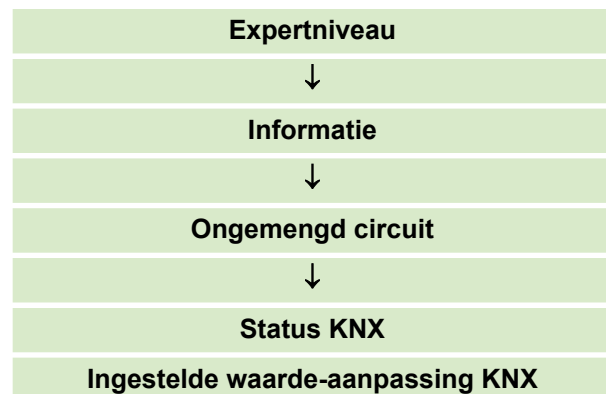 Expertniveau
↓
Informatie
↓
Ongemengd circuit
↓
Status KNX
Ingestelde waarde-aanpassing KNX